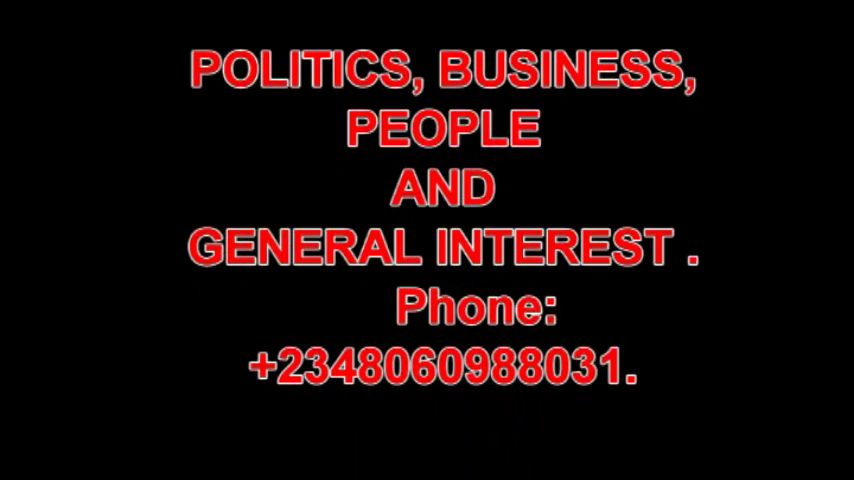 POLITICS, BUSINESS,
PEOPLE
AND
GENERAL INTEREST .
Phone:
+2348060988031.